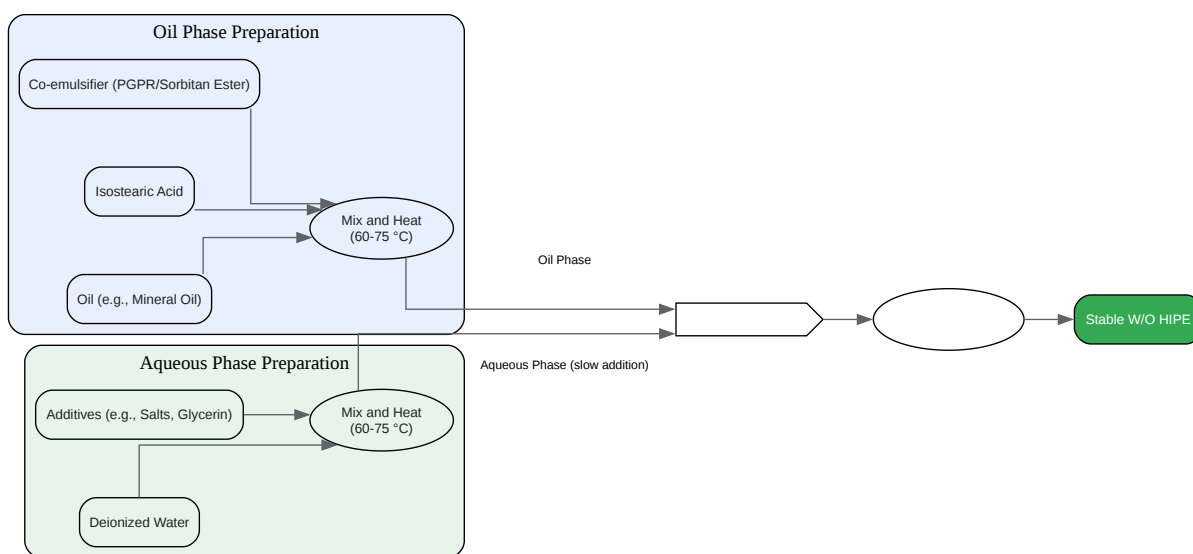 Oil Phase Preparation
Co-emulsifier (PGPR/Sorbitan Ester)
Isostearic Acid
Mix and Heat
(60-75 °C)
Oil (e.g., Mineral Oil)
Oil Phase
Stable W/O HIPE
Aqueous Phase Preparation
Aqueous Phase (slow addition)
Additives (e.g., Salts, Glycerin)
Mix and Heat
(60-75 °C)
Deionized Water